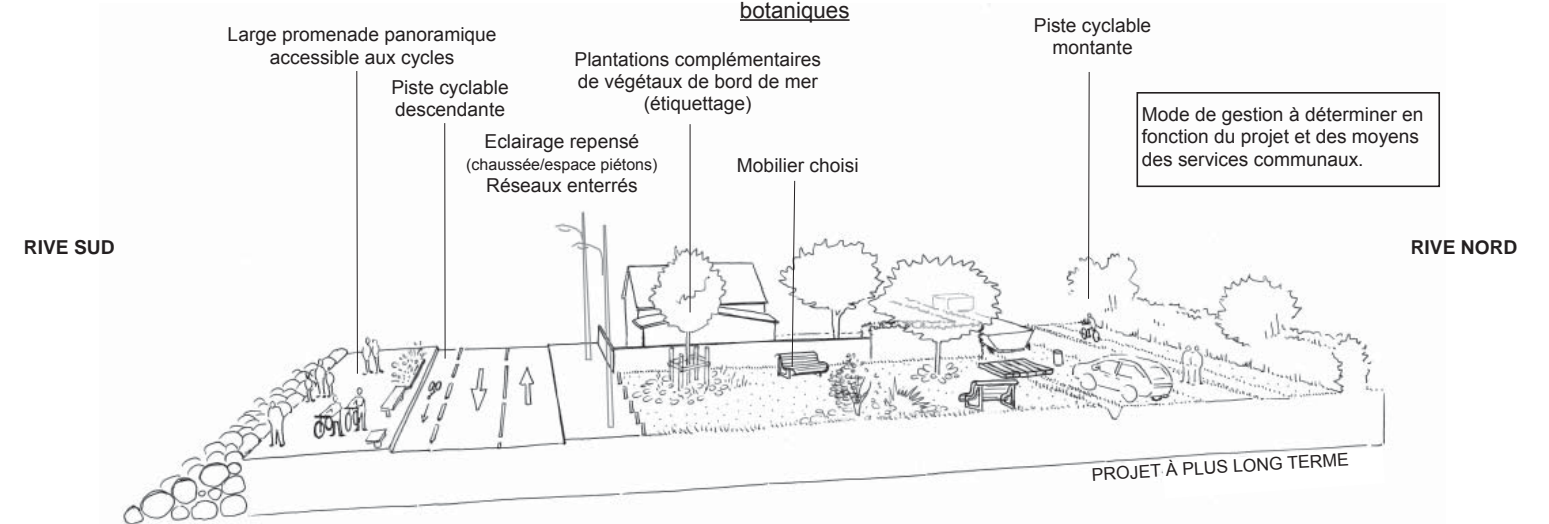 botaniques
Large promenade panoramique
accessible aux cycles
Piste cyclable
descendante
Eclairage repensé
(chaussée/espace piétons)
Réseaux enterrés
Plantations complémentaires
de végétaux de bord de mer
(étiquettage)
Mobilier choisi
Piste cyclable
montante
Mode de gestion à déterminer en
fonction du projet et des moyens
des services communaux.
RIVE SUD
RIVE NORD
PROJET À PLUS LONG TERME